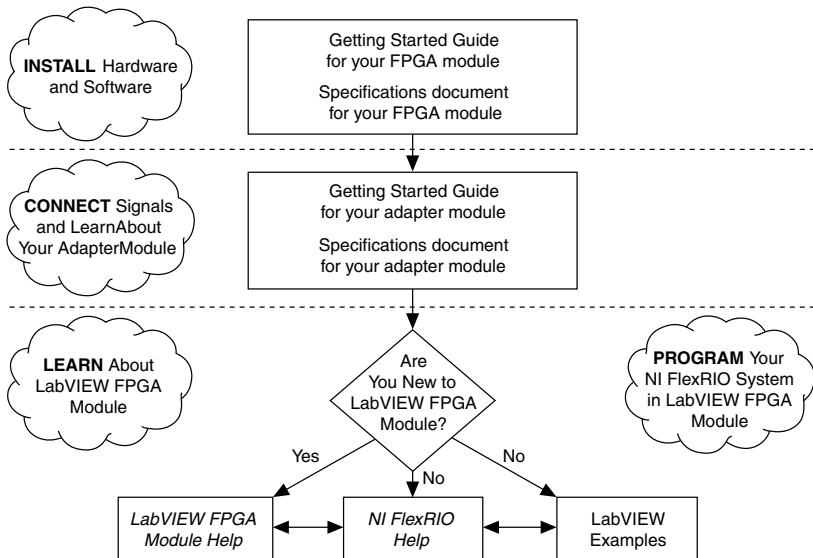 INSTALL Hardware
and Software
Getting Started Guide
for your FPGA module
Specifications document
for your FPGA module
CONNECT Signals
and LearnAbout
Your AdapterModule
Getting Started Guide
for your adapter module
Specifications document
for your adapter module
LEARN About
LabVIEW FPGA
Module
Are
You New to
LabVIEW FPGA
Module?
PROGRAM Your
NI FlexRIO System
in LabVIEW FPGA
Module
Yes
No
No
LabVIEW FPGA
Module Help
NI FlexRIO
Help
LabVIEW
Examples